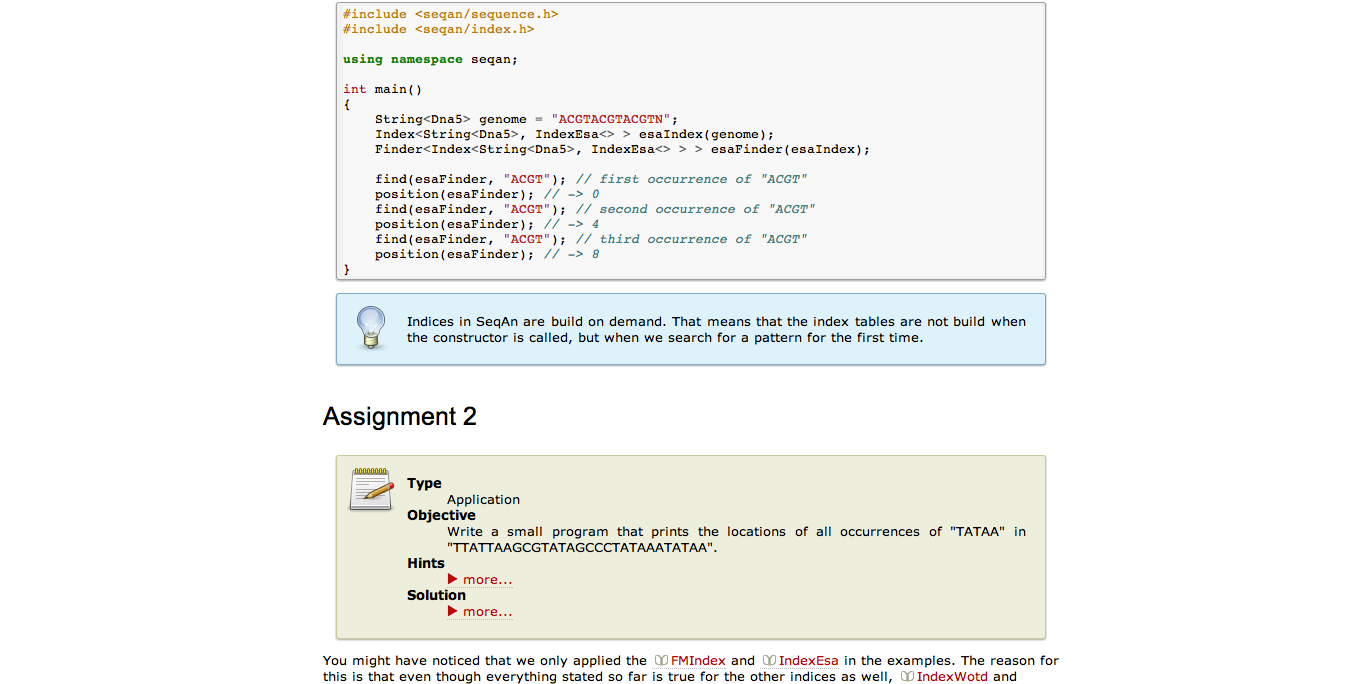 #include <seqan/sequence.h>
#include <seqan/index.h>
using namespace seqan;
int main()
{
    String<Dna5> genome = "ACGTACGTACGTN";
    Index<String<Dna5>, IndexEsa<> > esaIndex(genome);
    Finder<Index<String<Dna5>, IndexEsa<> > > esaFinder(esaIndex);
    find(esaFinder, "ACGT"); // first occurrence of "ACGT"
    position(esaFinder); // -> 0
    find(esaFinder, "ACGT"); // second occurrence of "ACGT"
    position(esaFinder); // -> 4
    find(esaFinder, "ACGT"); // third occurrence of "ACGT"
    position(esaFinder); // -> 8
}
Indices in SeqAn are build on demand. That means that the index tables are not build when
the constructor is called, but when we search for a pattern for the first time.
Assignment 2
Type
Application
Objective
Write a small program that prints the locations of all occurrences of "TATAA" in
"TTATTAAGCGTATAGCCCTATAAATATAA".
Hints
more...
Solution
more...
You might have noticed that we only applied the FMIndex and IndexEsa in the examples. The reason for
this is that even though everything stated so far is true for the other indices as well, IndexWotd and